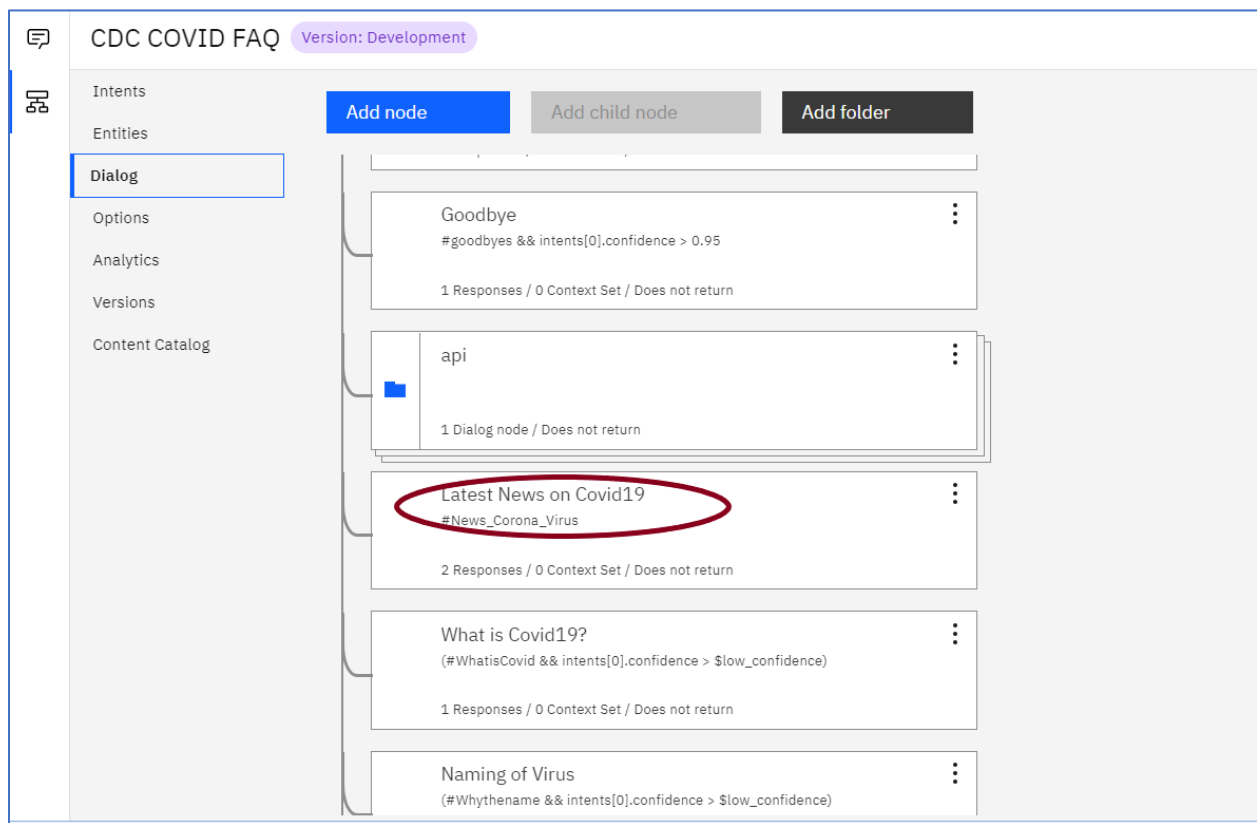 CDC COVID FAQ Version: Development
Intents
Entities
Dialog
Options
Analytics
Versions
Content Catalog
Add node
Add child node
Add folder
Goodbye
#goodbyes && intents[0].confidence > 0.95
1 Responses / 0 Context Set / Does not return
api
1 Dialog node / Does not return
Latest News on Covid19
#News_Corona_Virus
2 Responses / 0 Context Set / Does not return
What is Covid19?
(#WhatisCovid && intents[0].confidence > $low_confidence)
1 Responses / 0 Context Set / Does not return
Naming of Virus
(#Whythename && intents[0].confidence > $low_confidence)